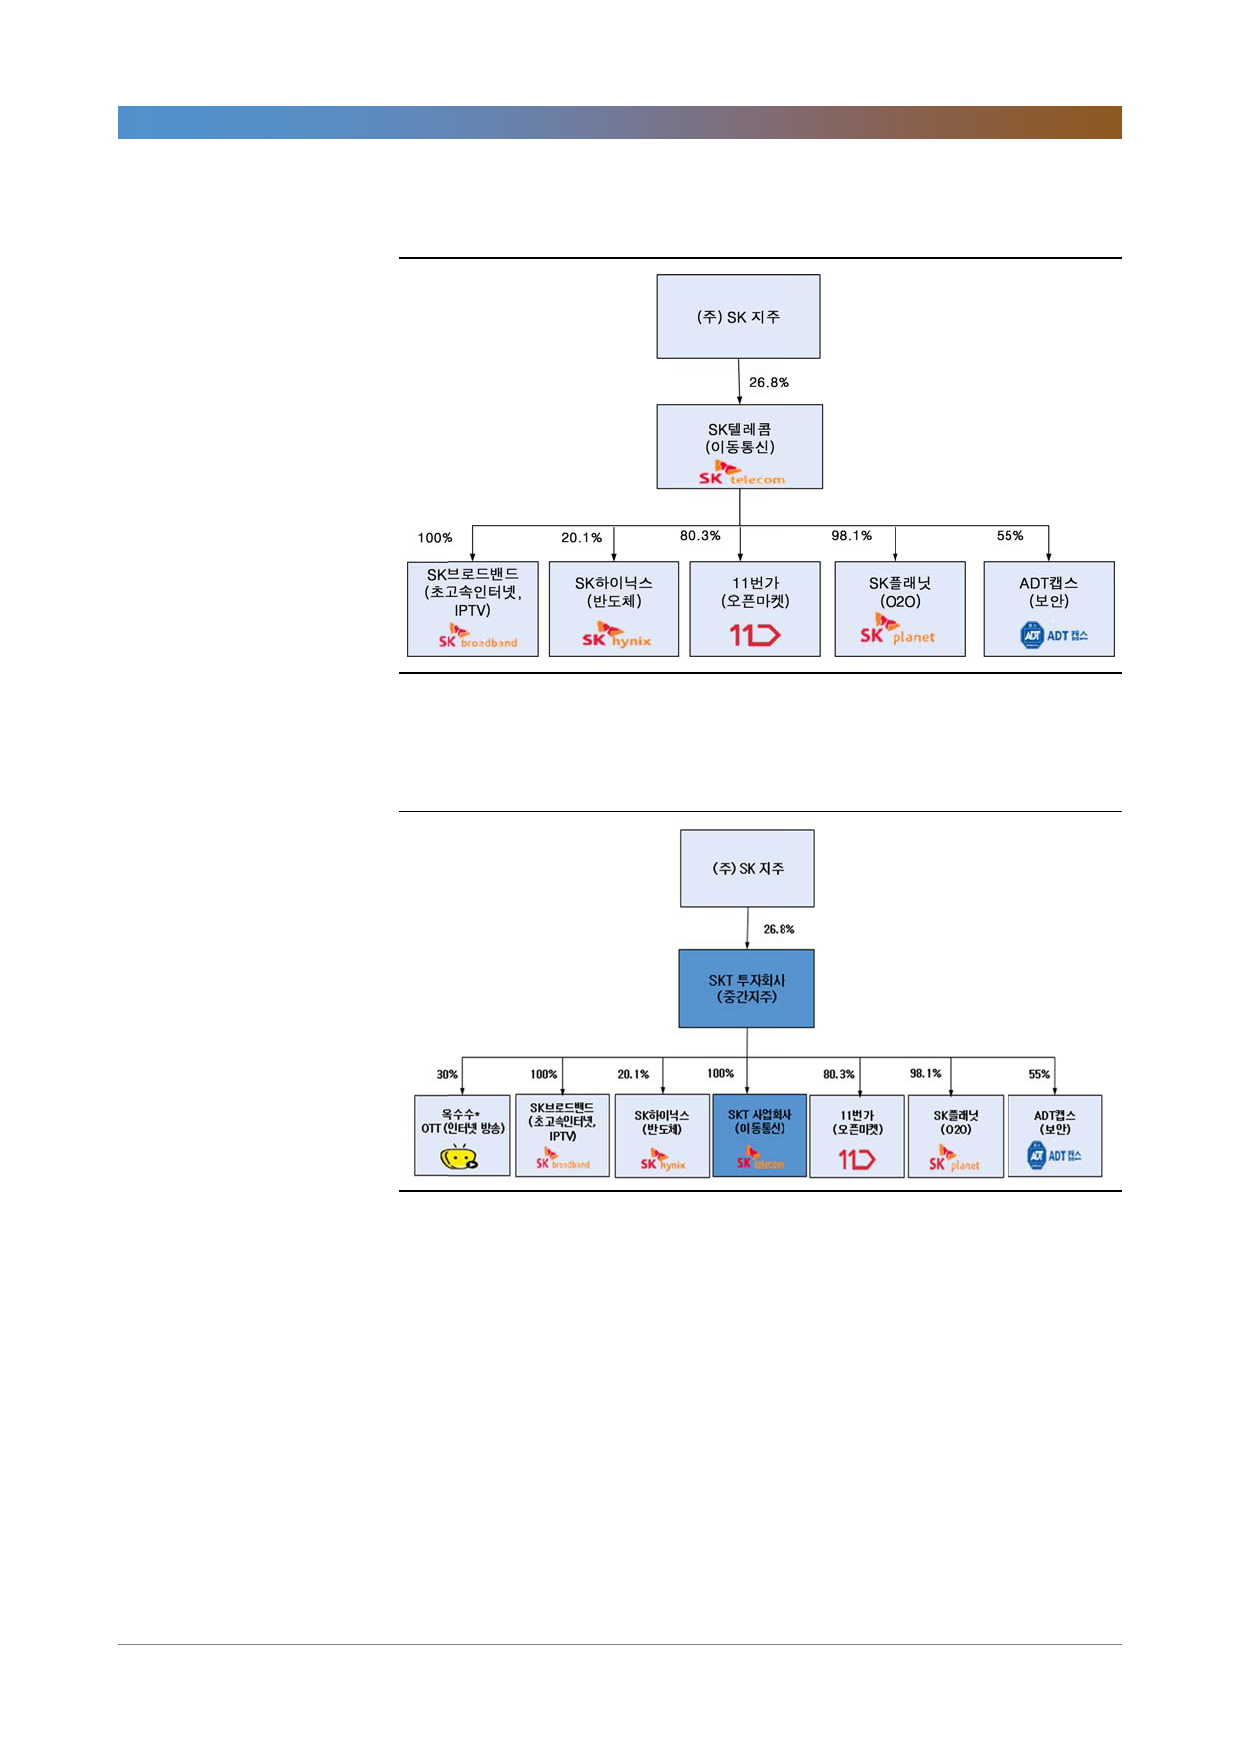 (주) SK 지주
26.8%
SK텔레콤
(이동통신)
SK telecom
100%
20.1%
80.3%
98.1%
55%
SK브로드밴드
(초고속인터넷,
IPTV)
SK broadband
SK하이닉스
(반도체)
SK hynix
11번가
(오픈마켓)
11
SK플래닛
(O2O)
SK planet
ADT캡스
(보안)
ADT ADT 캡스
(주) SK 지주
26.8%
SKT 투자회사
(중간지주)
30%
100%
20.1%
100%
80.3%
98.1%
55%
옥수수*
OTT (인터넷 방송)
SK브로드밴드
(초고속인터넷,
IPTV)
SK broadband
SK하이닉스
(반도체)
SK hynix
SKT 사업회사
(이동통신)
SK telecom
11번가
(오픈마켓)
11
SK플래닛
(O2O)
SK planet
ADT캡스
(보안)
ADT ADT 캡스